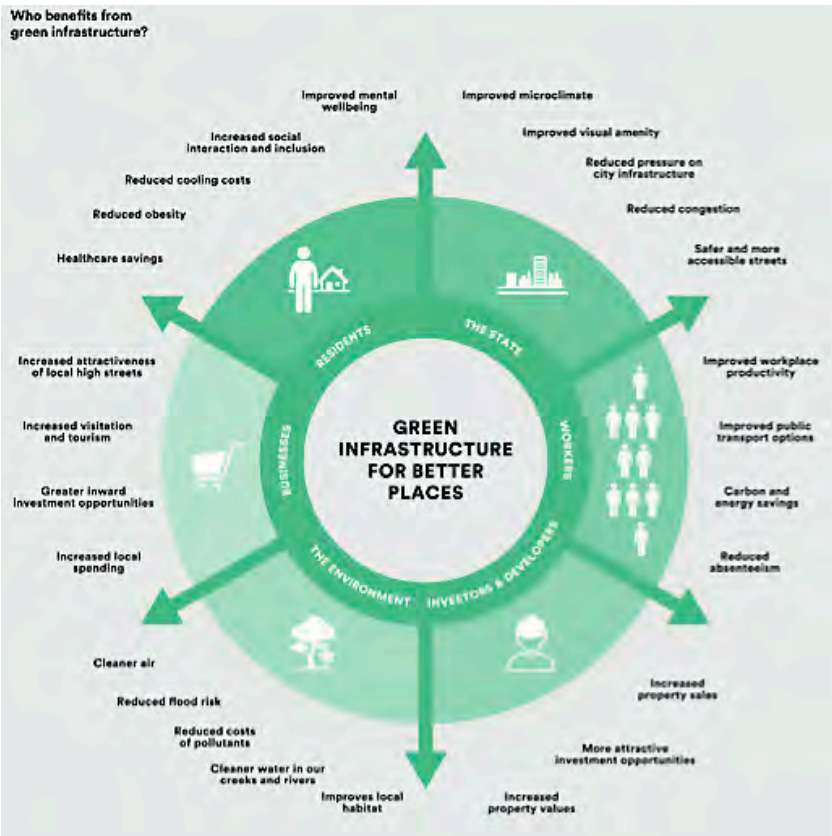 Who benefits from
green infrastructure?
Improved mental
wellbeing
Increased social
interaction and inclusion
Reduced cooling costs
Reduced obesity
Healthcare savings
Improved microclimate
Improved visual amenity
Reduced pressure on
city infrastructure
Reduced congestion
Safer and more
accessible streets
RESIDENTS
THE STATE
Increased attractiveness
of local high streets
Increased visitation
and tourism
Greater inward
investment opportunities
Increased local
spending
BUSINESSES
GREEN
INFRASTRUCTURE
FOR BETTER
PLACES
WORKERS
Improved workplace
productivity
Improved public
transport options
Carbon and
energy savings
Reduced
absenteeism
THE ENVIRONMENT
INVESTORS & DEVELOPERS
Cleaner air
Reduced flood risk
Reduced costs
of pollutants
Cleaner water in our
creeks and rivers
Improves local
habitat
Increased
property sales
More attractive
investment opportunities
Increased
property values